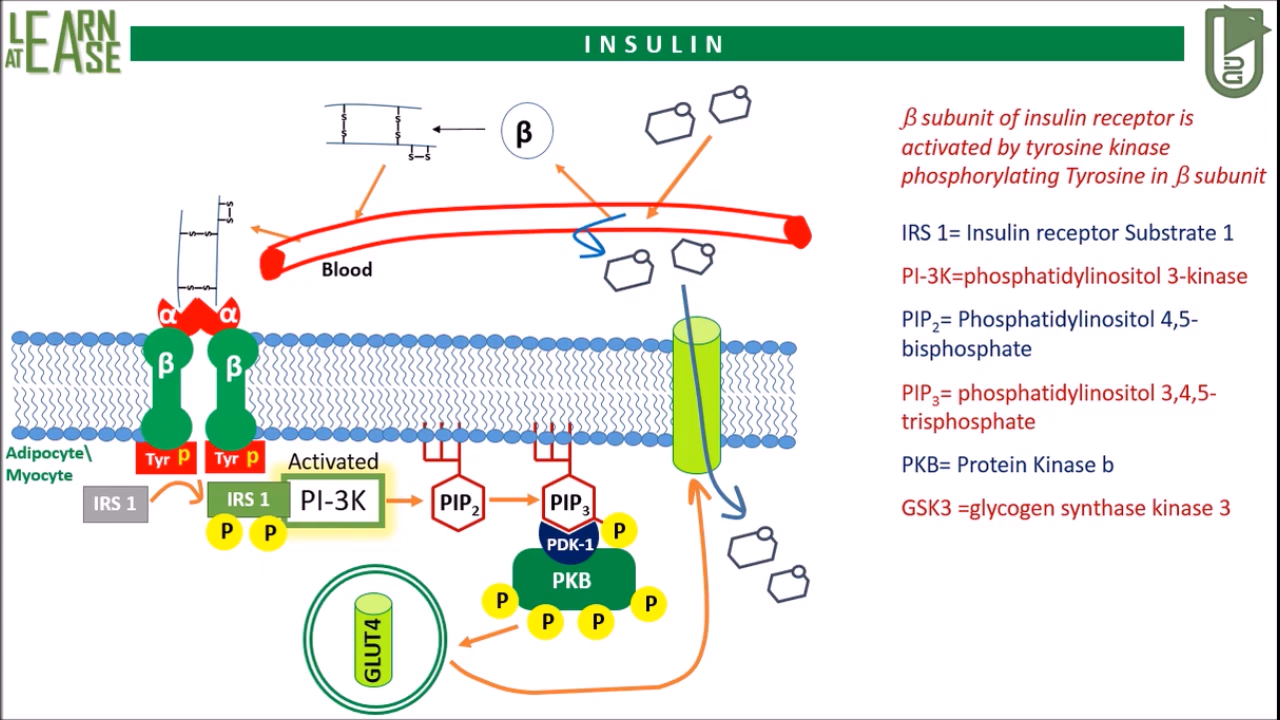 LEARN
AT EASE
INSULIN
QIU
β
S
S
S
S
S–S
β subunit of insulin receptor is
activated by tyrosine kinase
phosphorylating Tyrosine in β subunit
S
S
S–S
S–S
Blood
IRS 1= Insulin receptor Substrate 1
PI-3K=phosphatidylinositol 3-kinase
PIP₂= Phosphatidylinositol 4,5-
bisphosphate
PIP₃= phosphatidylinositol 3,4,5-
trisphosphate
PKB= Protein Kinase b
GSK3 =glycogen synthase kinase 3
α α
β β
Adipocyte\
Myocyte
Tyr p Tyr p
Activated
IRS 1 IRS 1 PI-3K PIP₂ PIP₃
P P
PDK-1 P
PKB
P P P P
GLUT4